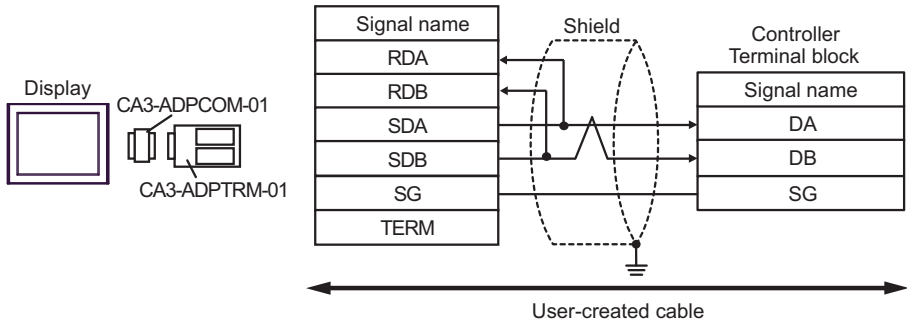 Display
CA3-ADPCOM-01
CA3-ADPTRM-01
Signal name
RDA
RDB
SDA
SDB
SG
TERM
Shield
Controller
Terminal block
Signal name
DA
DB
SG
User-created cable